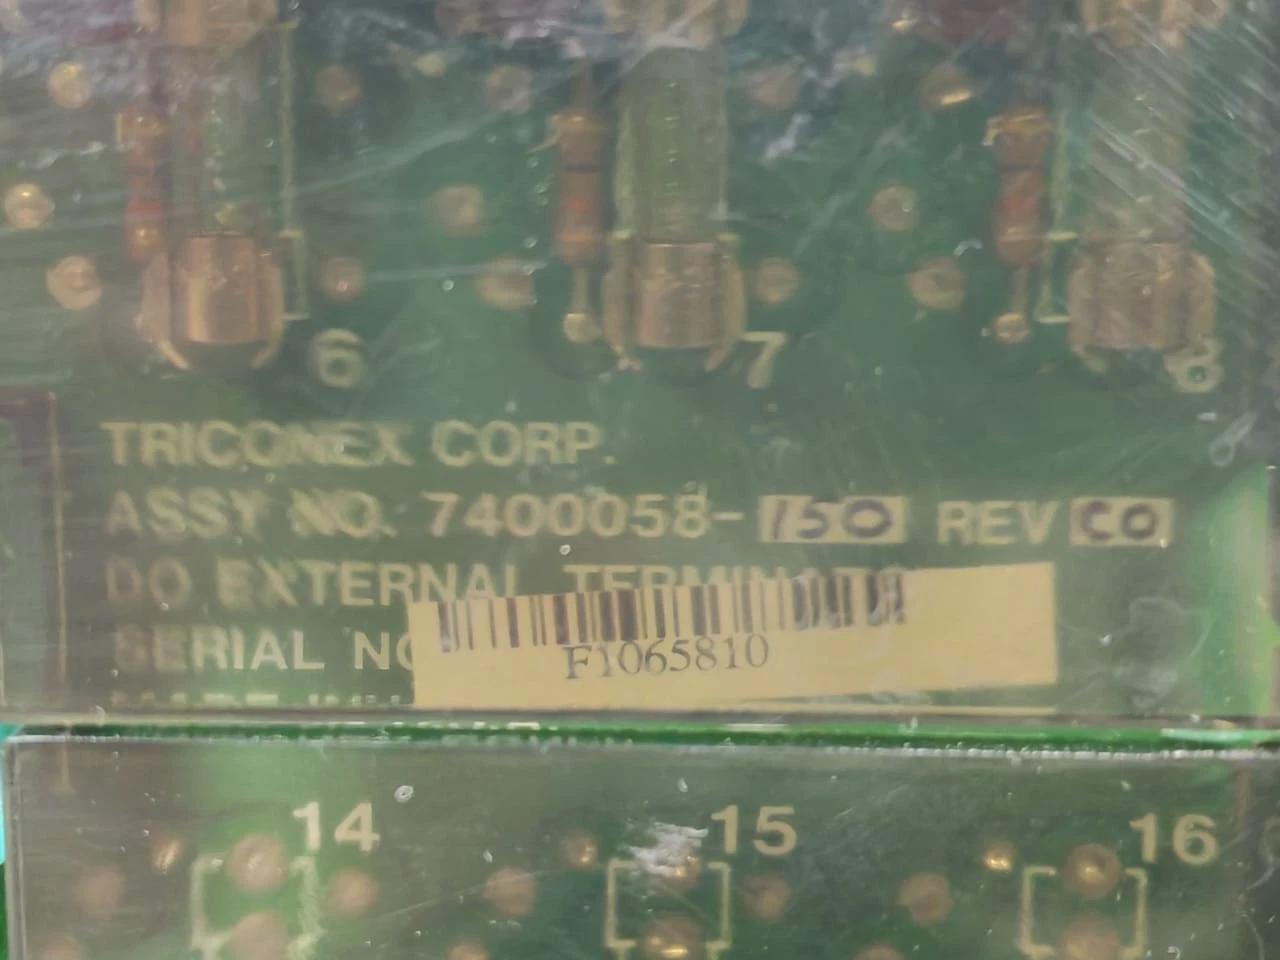 6 7 8
TRICONEX CORP.
ASSY NO. 7400058-150 REV C0
DO EXTERNAL
SERIAL NO
F1065810
14 15 16